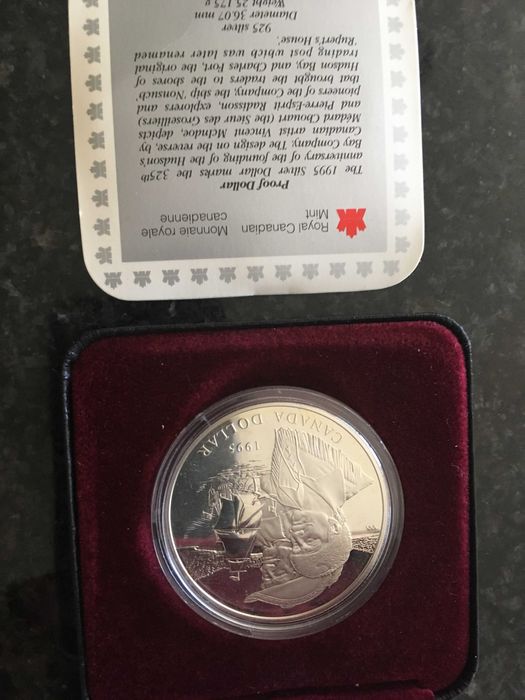 Royal Canadian
Mint
Monnaie royale
canadienne
Proof Dollar
The 1995 Silver Dollar marks the 325th
anniversary of the founding of the Hudson's
Bay Company. The design on the reverse, by
Canadian artist Vincent McIndoe, depicts
Médard Chouart (the Sieur des Groseilliers)
and Pierre-Esprit Radisson, explorers and
pioneers of the Company, the ship 'Nonsuch'
that brought the traders to the shores of
Hudson Bay, and Charles Fort, the original
trading post which was later renamed
'Rupert's House'.
925 silver
Diameter 36.07 mm
Weight 25.175 g
CANADA DOLLAR
1995